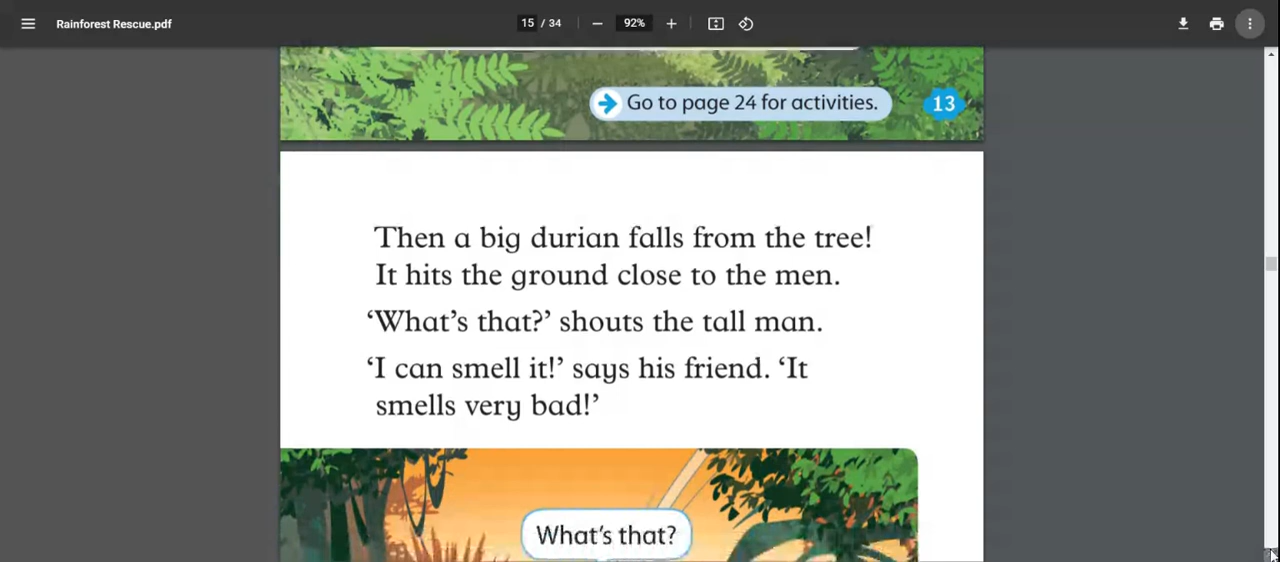 Rainforest Rescue.pdf
15 / 34
92%
Go to page 24 for activities.
13
Then a big durian falls from the tree!
It hits the ground close to the men.
‘What’s that?’ shouts the tall man.
‘I can smell it!’ says his friend. ‘It
smells very bad!’
What’s that?